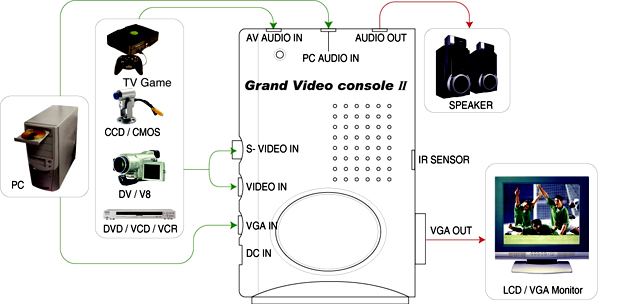 AV AUDIO IN
AUDIO OUT
PC AUDIO IN
Grand Video console II
TV Game
SPEAKER
CCD / CMOS
PC
S- VIDEO IN
IR SENSOR
DV / V8
VIDEO IN
DVD / VCD / VCR
VGA IN
VGA OUT
DC IN
LCD / VGA Monitor